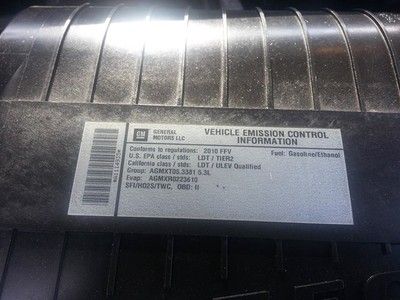 GM
GENERAL
MOTORS LLC
VEHICLE EMISSION CONTROL
INFORMATION
Conforms to regulations: 2010 FFV
Fuel: Gasoline/Ethanol
U.S. EPA class / stds: LDT / TIER2
California class / stds: LDT / ULEV Qualified
Group: AGMXT05.3381 5.3L
Evap: AGMXR0223610
SFI/HO2S/TWC, OBD: II